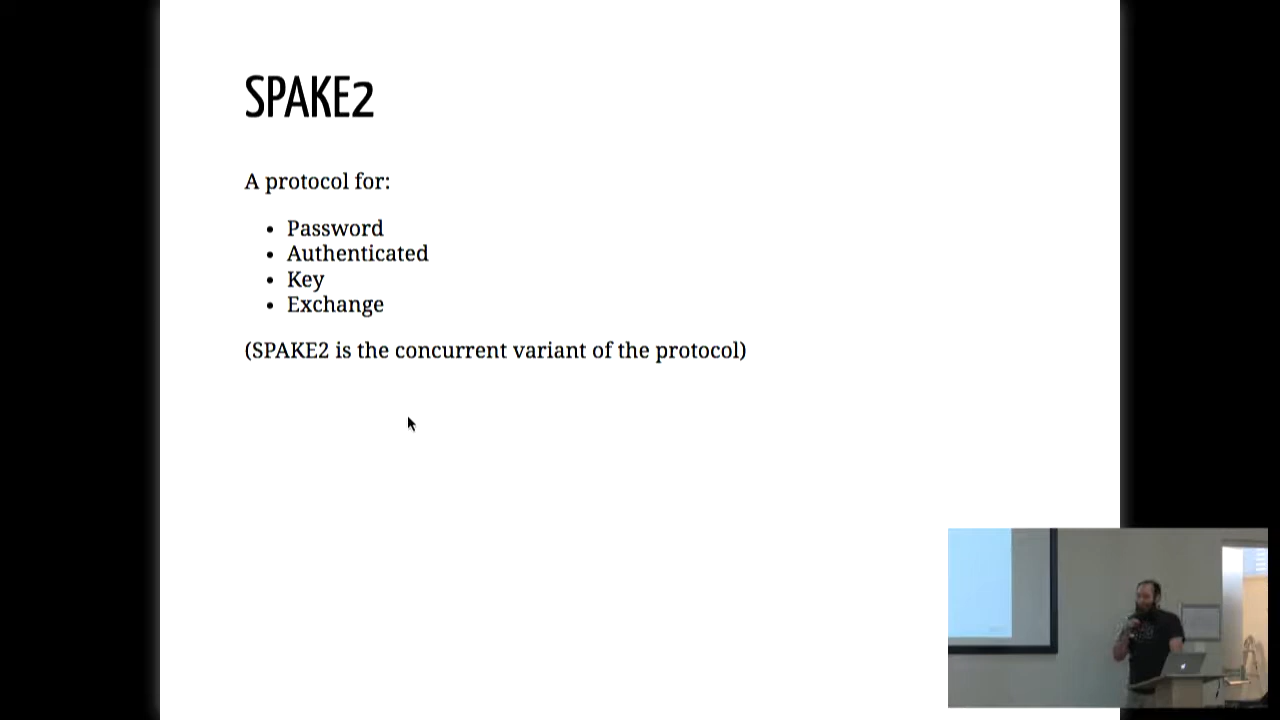 SPAKE2
A protocol for:
• Password
• Authenticated
• Key
• Exchange
(SPAKE2 is the concurrent variant of the protocol)